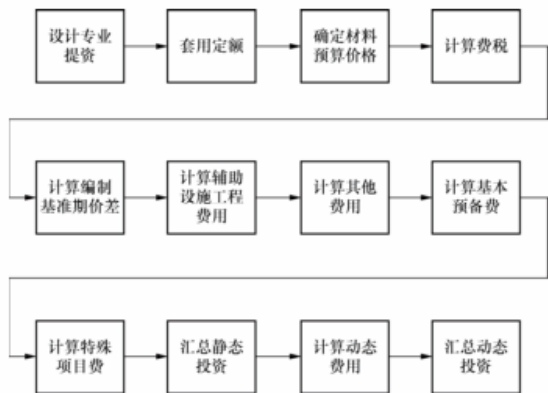 设计专业
提资
套用定额
确定材料
预算价格
计算费税
计算编制
基准期价差
计算辅助
设施工程
费用
计算其他
费用
计算基本
预备费
计算特殊
项目费
汇总静态
投资
计算动态
费用
汇总动态
投资